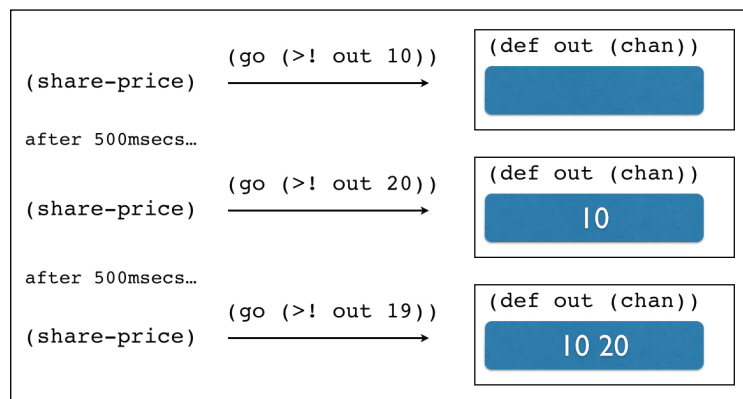 (go (>! out 10))
(def out (chan))
(share-price)
after 500msecs…
(go (>! out 20))
(def out (chan))
(share-price)
10
after 500msecs…
(go (>! out 19))
(def out (chan))
(share-price)
10 20